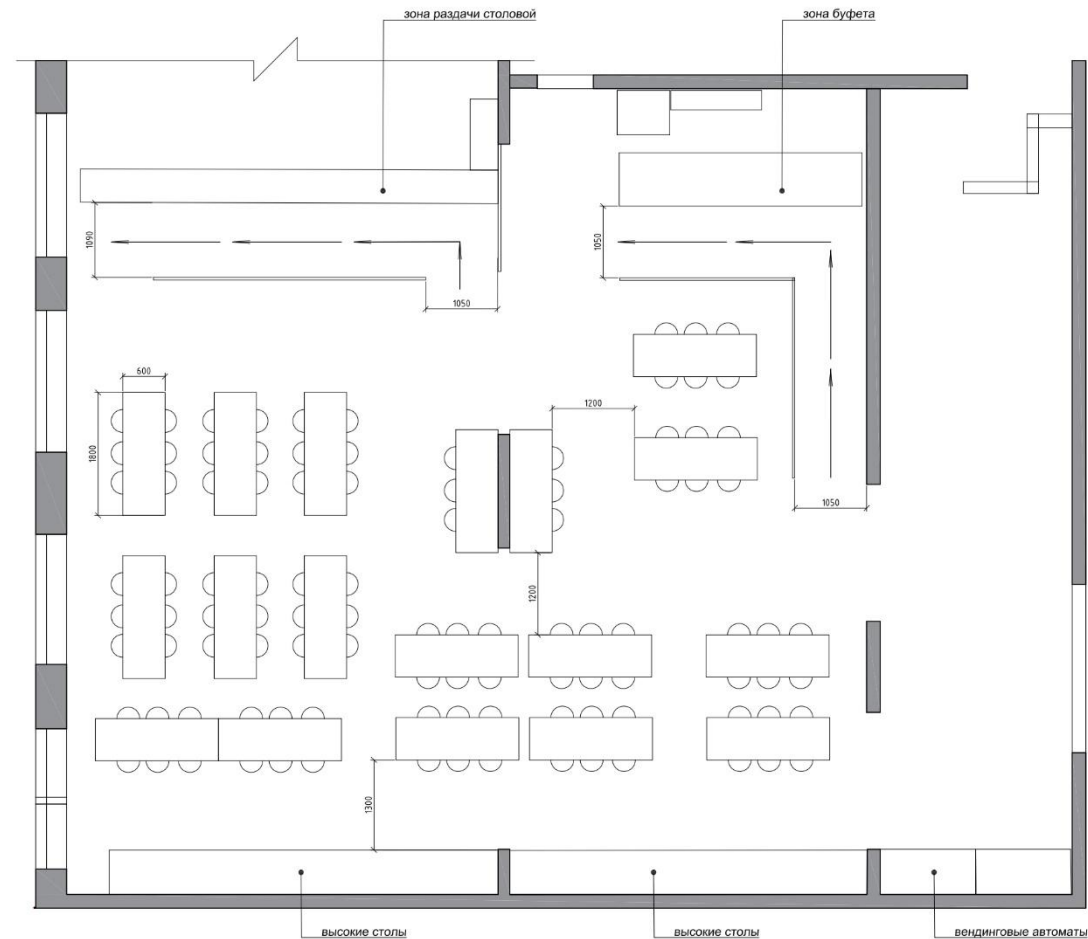 зона раздачи столовой
зона буфета
1090
1050
1050
600
1200
1800
1050
1200
1300
высокие столы
высокие столы
вендинговые автоматы